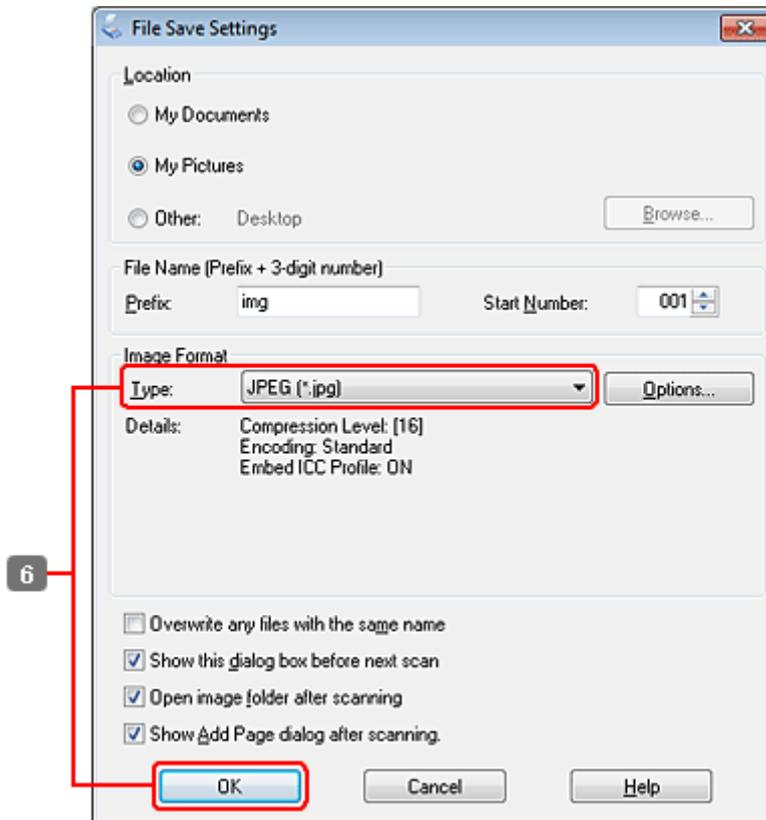 File Save Settings
Location
My Documents
My Pictures
Other: Desktop Browse...
File Name (Prefix + 3-digit number)
Prefix: img Start Number: 001
Image Format
Type: JPEG (*.jpg) Options...
Details: Compression Level: [16]
Encoding: Standard
Embed ICC Profile: ON
6
Overwrite any files with the same name
Show this dialog box before next scan
Open image folder after scanning
Show Add Page dialog after scanning.
OK Cancel Help